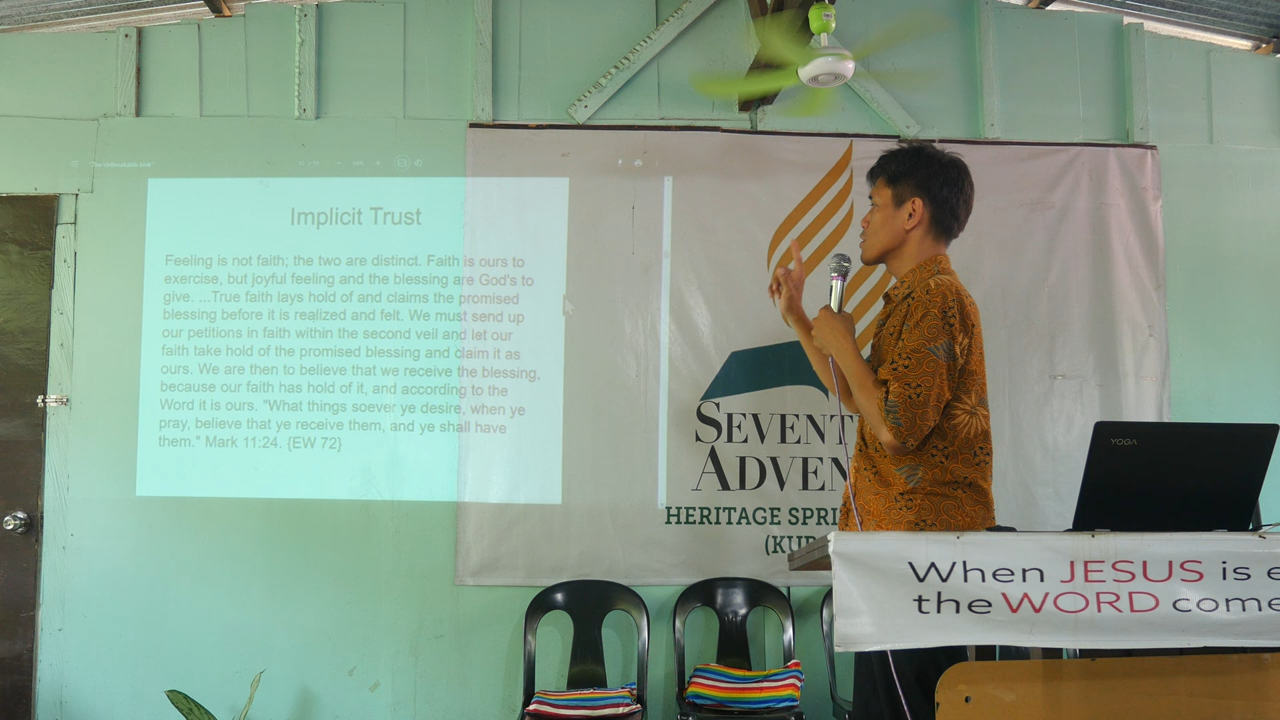 Implicit Trust
Feeling is not faith; the two are distinct. Faith is ours to
exercise, but joyful feeling and the blessing are God's to
give. ...True faith lays hold of and claims the promised
blessing before it is realized and felt. We must send up
our petitions in faith within the second veil and let our
faith take hold of the promised blessing and claim it as
ours. We are then to believe that we receive the blessing,
because our faith has hold of it, and according to the
Word it is ours. "What things soever ye desire, when ye
pray, believe that ye receive them, and ye shall have
them." Mark 11:24. {EW 72}
SEVENT
ADVEN
HERITAGE SPRI
(KUR
YOGA
When JESUS is e
the WORD come